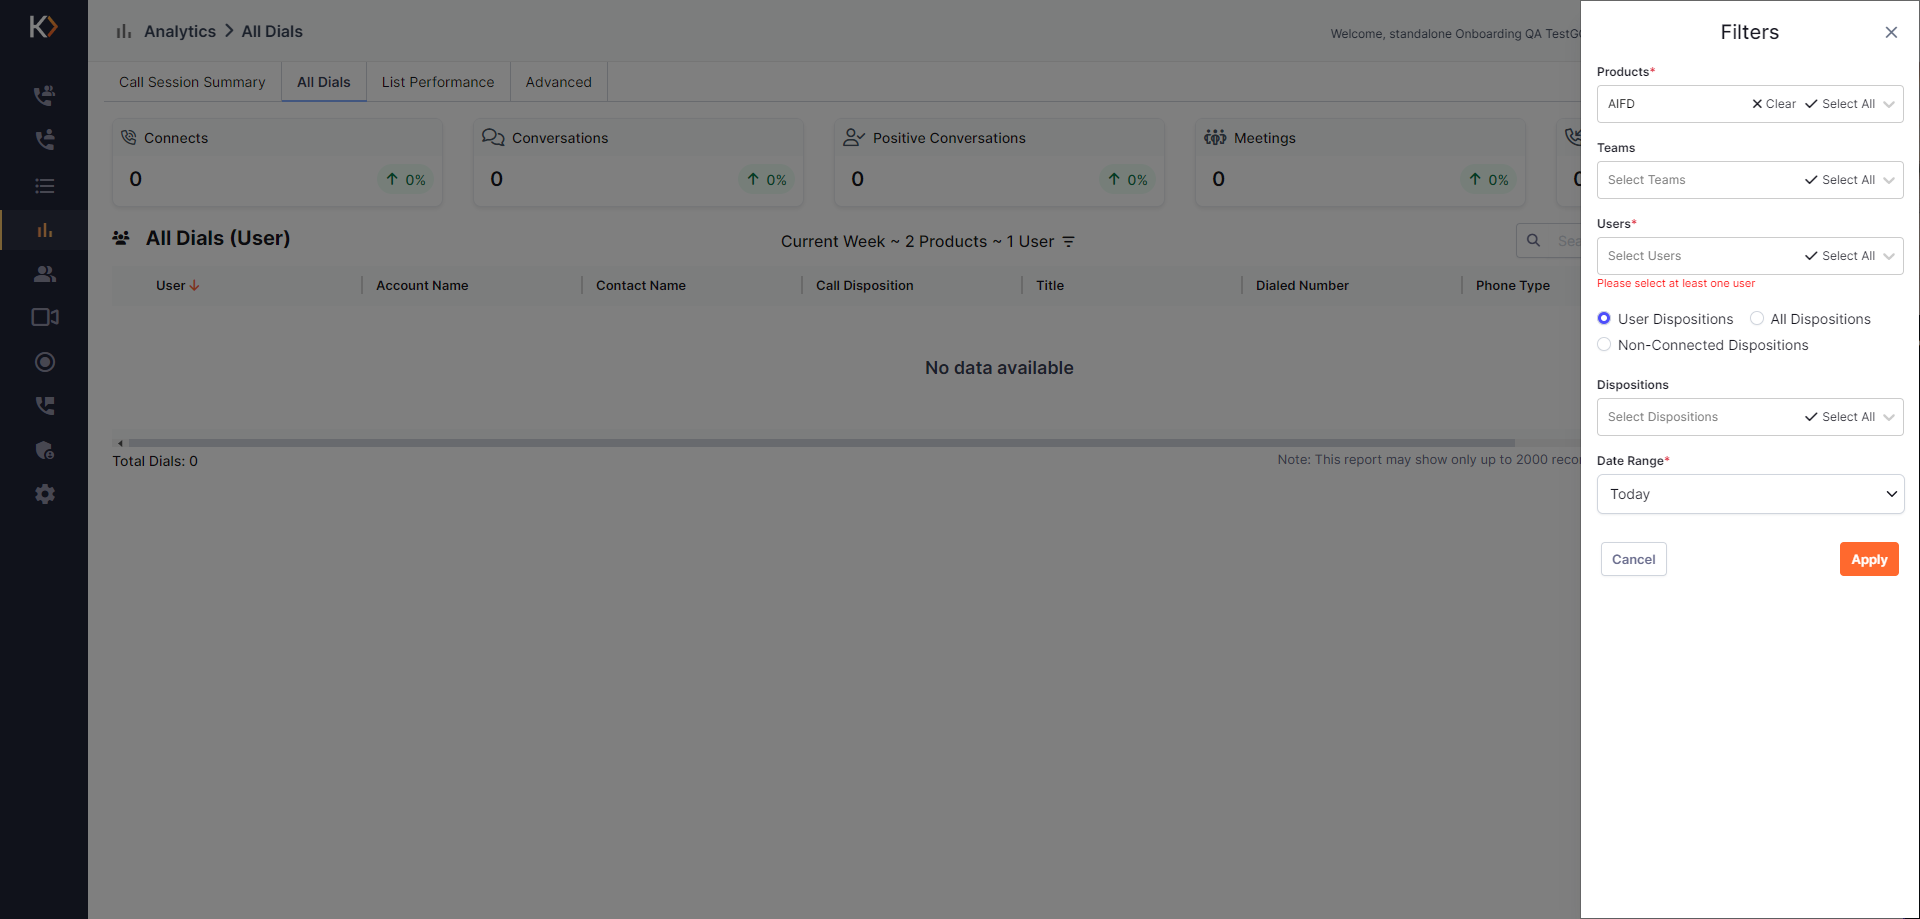 Analytics > All Dials
Welcome, standalone Onboarding QA
Call Session Summary
All Dials
List Performance
Advanced
Connects
0
0%
Conversations
0
0%
Positive Conversations
0
0%
Meetings
0
0%
All Dials (User)
Current Week ~ 2 Products ~ 1 User
User
Account Name
Contact Name
Call Disposition
Title
Dialed Number
Phone Type
No data available
Total Dials: 0
Note: This report may show only up to 2000
Filters
Products*
AIFD
Clear
Select All
Teams
Select Teams
Select All
Users*
Select Users
Select All
Please select at least one user
User Dispositions
All Dispositions
Non-Connected Dispositions
Dispositions
Select Dispositions
Select All
Date Range*
Today
Cancel
Apply